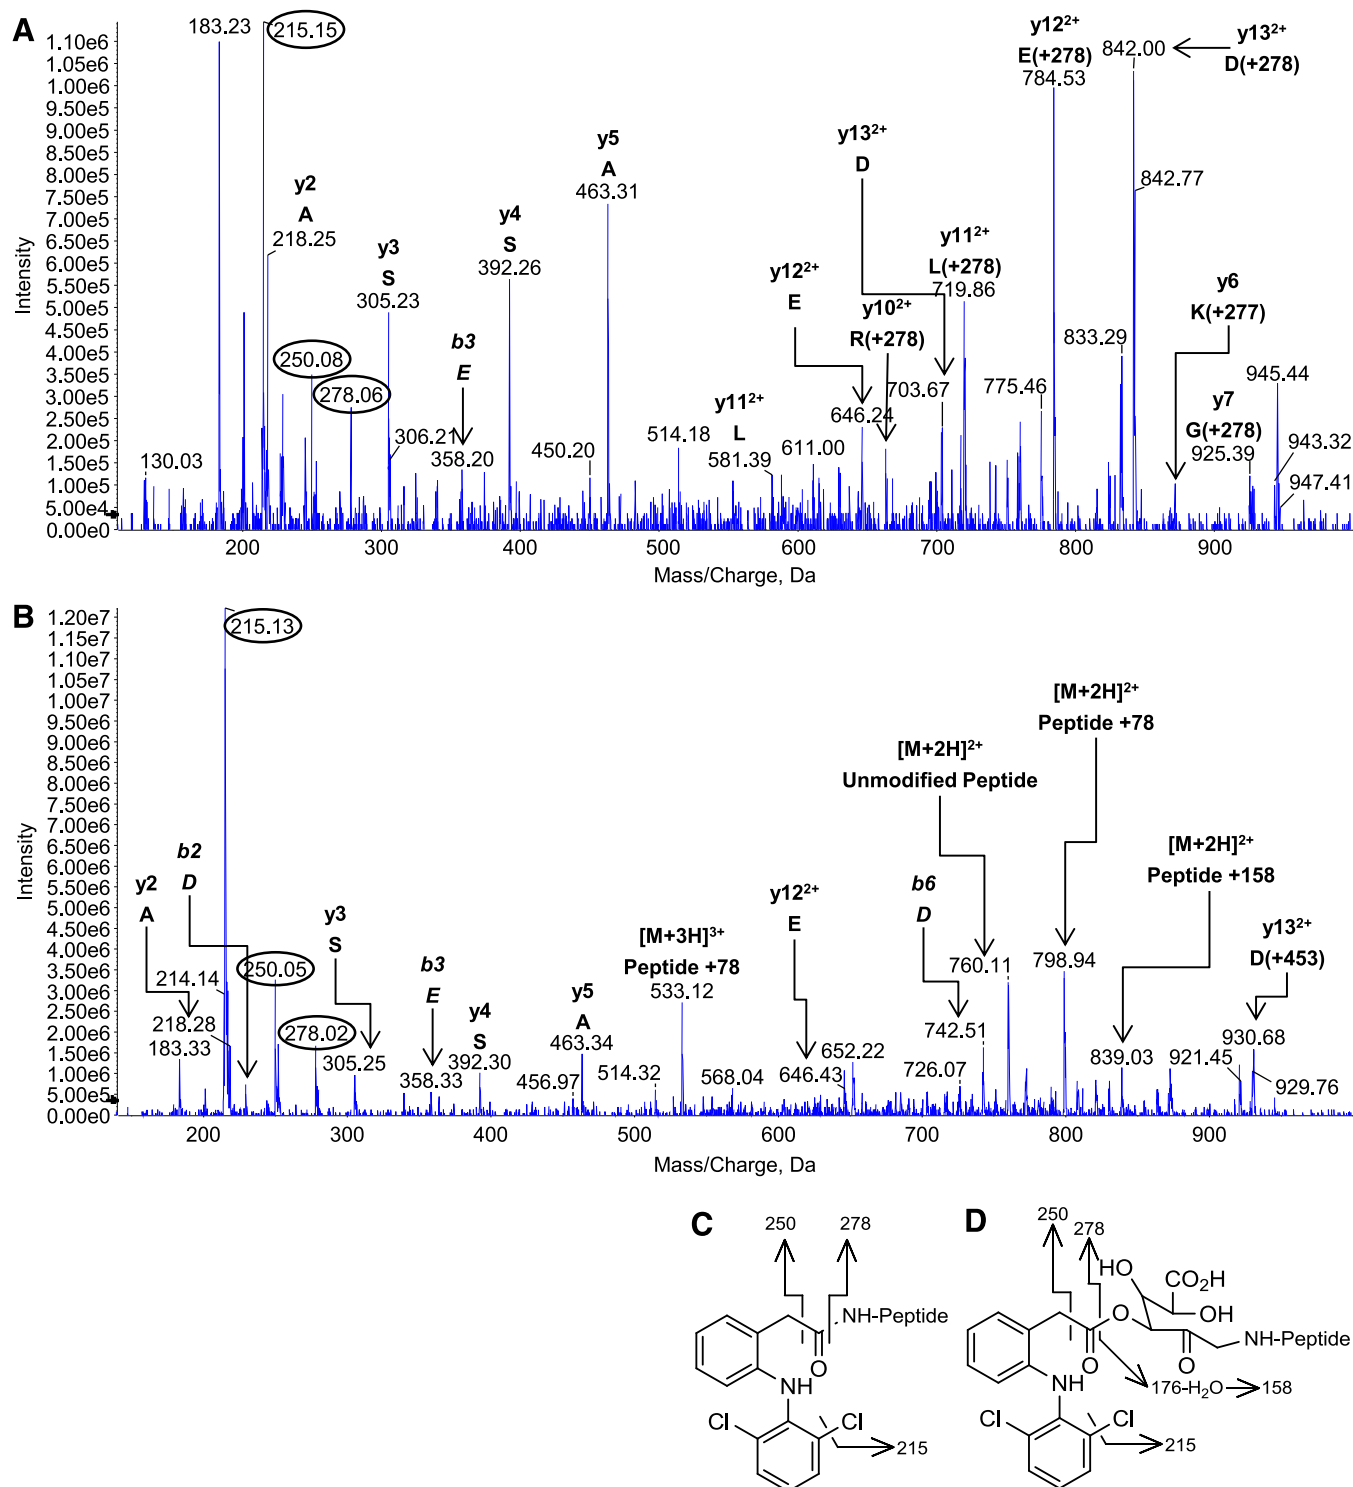 A
Intensity
1.10e6
1.00e6
9.50e5
9.00e5
8.50e5
8.00e5
7.50e5
7.00e5
6.50e5
6.00e5
5.50e5
5.00e5
4.50e5
4.00e5
3.50e5
3.00e5
2.50e5
2.00e5
1.50e5
1.00e5
5.00e4
0.00e0
183.23
215.15
y2
A
218.25
y3
S
305.23
250.08
278.06
306.21
130.03
b3
E
358.20
y4
S
392.26
y5
A
463.31
450.20
514.18
y11²⁺
L
581.39
611.00
y12²⁺
E
646.24
y13²⁺
D
703.67
y10²⁺
R(+278)
y11²⁺
L(+278)
719.86
775.46
y12²⁺
E(+278)
784.53
842.00
y13²⁺
D(+278)
842.77
833.29
y6
K(+277)
y7
G(+278)
925.39
945.44
943.32
947.41
200
300
400
500
600
700
800
900
Mass/Charge, Da
B
Intensity
1.20e7
1.10e7
1.00e7
9.50e6
9.00e6
8.50e6
8.00e6
7.50e6
7.00e6
6.50e6
6.00e6
5.50e6
5.00e6
4.50e6
4.00e6
3.50e6
3.00e6
2.50e6
2.00e6
1.50e6
1.00e6
5.00e5
0.00e0
215.13
y2
A
b2
D
214.14
218.28
183.33
250.05
278.02
y3
S
305.25
b3
E
358.33
y4
S
392.30
y5
A
463.34
456.97
514.32
[M+3H]³⁺
Peptide +78
533.12
568.04
y12²⁺
E
646.43
652.22
b6
D
742.51
726.07
[M+2H]²⁺
Unmodified Peptide
760.11
[M+2H]²⁺
Peptide +78
798.94
[M+2H]²⁺
Peptide +158
839.03
y13²⁺
D(+453)
930.68
921.45
929.76
200
300
400
500
600
700
800
900
Mass/Charge, Da
C
250
278
NH-Peptide
O
NH
Cl
Cl
215
D
250
278
HO
CO₂H
OH
O
O
O
NH-Peptide
176-H₂O
158
NH
Cl
Cl
215